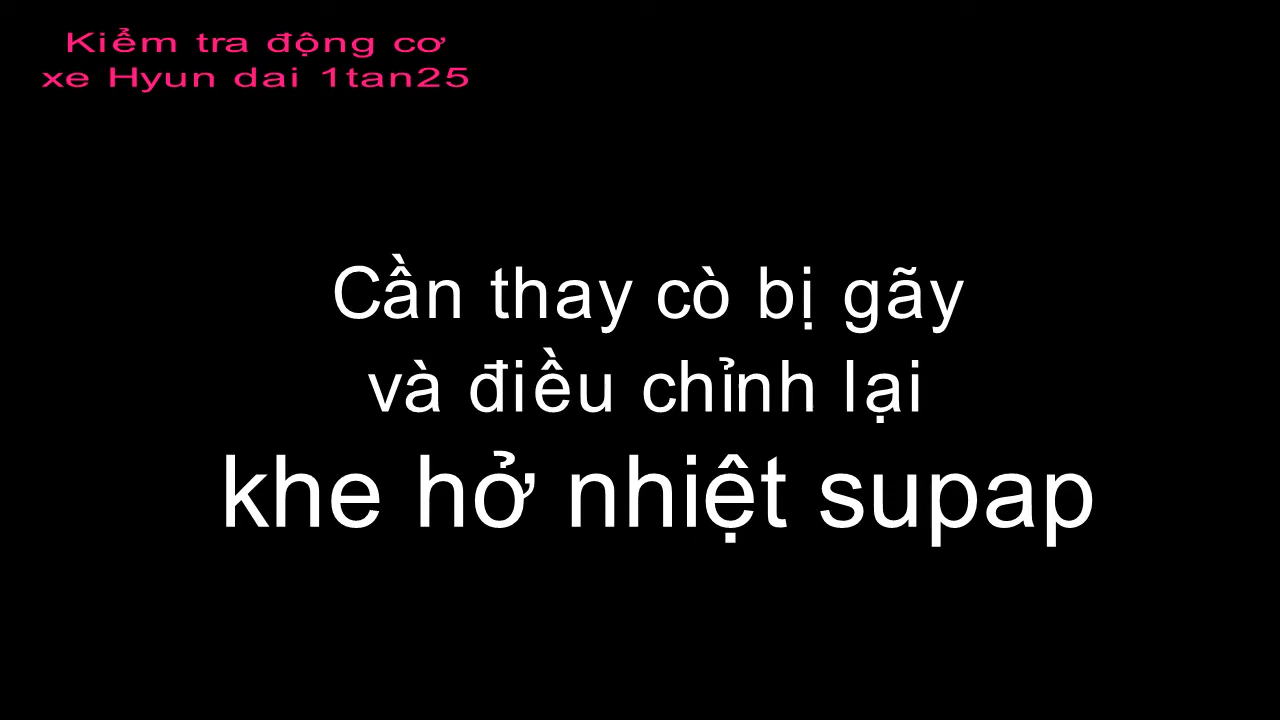 Kiểm tra động cơ
xe Hyun dai 1tan25
Cần thay cò bị gãy
và điều chỉnh lại
khe hở nhiệt supap